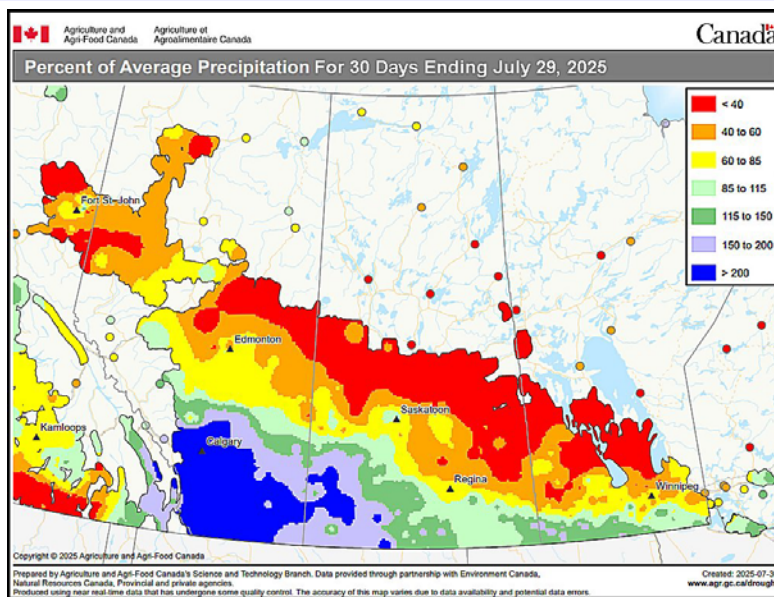 Agriculture and
Agri-Food Canada
Agriculture et
Agroalimentaire Canada
Canada
Percent of Average Precipitation For 30 Days Ending July 29, 2025
< 40
40 to 60
60 to 85
85 to 115
115 to 150
150 to 200
> 200
Fort St. John
Edmonton
Saskatoon
Kamloops
Calgary
Regina
Winnipeg
Copyright © 2025 Agriculture and Agri-Food Canada
Prepared by Agriculture and Agri-Food Canada's Science and Technology Branch. Data provided through partnership with Environment Canada,
Natural Resources Canada, Provincial and private agencies.
Produced using near real-time data that has undergone some quality control. The accuracy of this map varies due to data availability and potential data errors.
Created: 2025-07-3
www.agr.gc.ca/drough